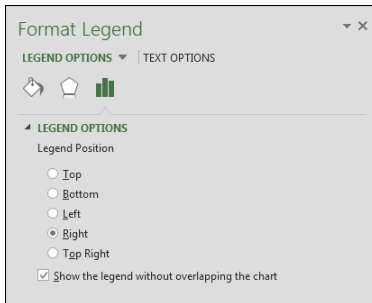 Format Legend
LEGEND OPTIONS TEXT OPTIONS
LEGEND OPTIONS
Legend Position
Top
Bottom
Left
Right
Top Right
Show the legend without overlapping the chart